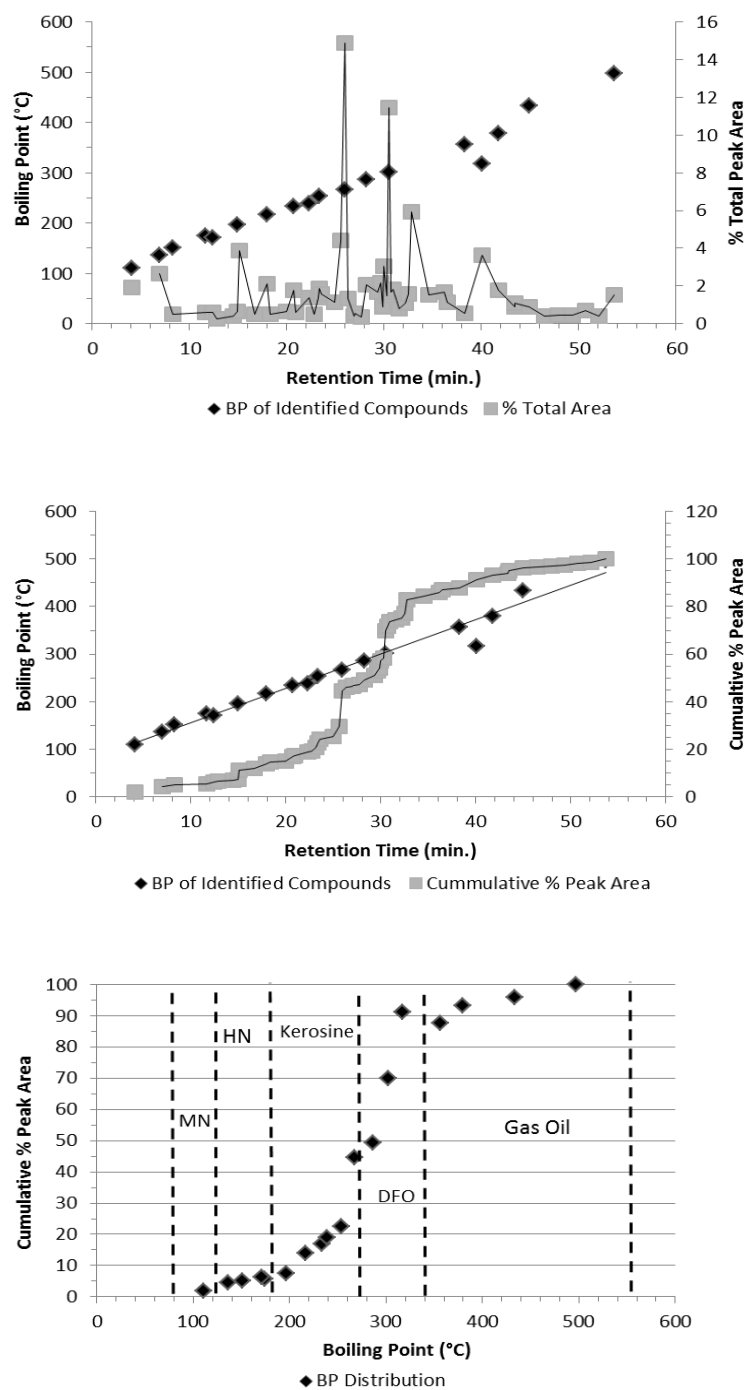 600
500
400
300
200
100
0
Boiling Point (°C)
16
14
12
10
8
6
4
2
0
% Total Peak Area
0 10 20 30 40 50 60
Retention Time (min.)
BP of Identified Compounds % Total Area
600
500
400
300
200
100
0
Boiling Point (°C)
120
100
80
60
40
20
0
Cumualtive % Peak Area
0 10 20 30 40 50 60
Retention Time (min.)
BP of Identified Compounds Cummulative % Peak Area
100
90
80
70
60
50
40
30
20
10
0
Cumulative % Peak Area
HN Kerosine
MN
Gas Oil
DFO
0 100 200 300 400 500 600
Boiling Point (°C)
BP Distribution